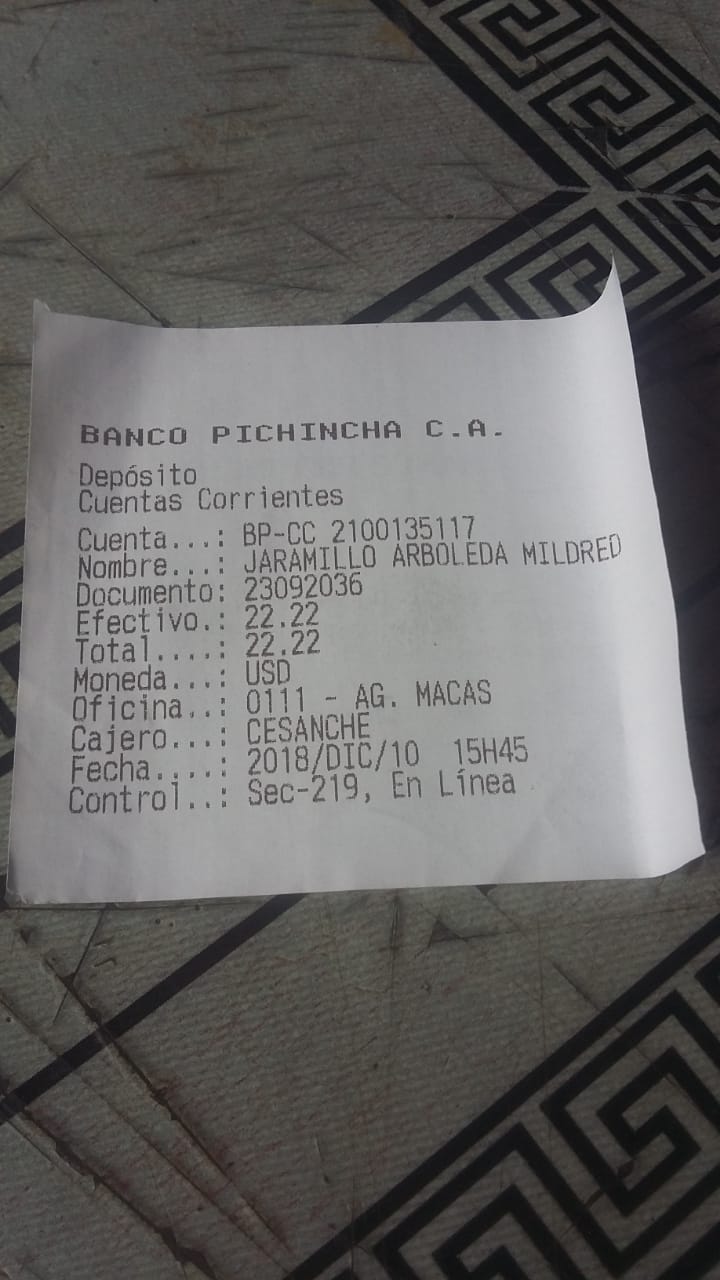 BANCO PICHINCHA C.A.
Depósito
Cuentas Corrientes
Cuenta...: BP-CC 2100135117
Nombre...: JARAMILLO ARBOLEDA MILDRED
Documento: 23092036
Efectivo.: 22.22
Total....: 22.22
Moneda...: USD
Oficina..: 0111 - AG. MACAS
Cajero...: CESANCHE
Fecha....: 2018/DIC/10 15H45
Control..: Sec-219, En Línea